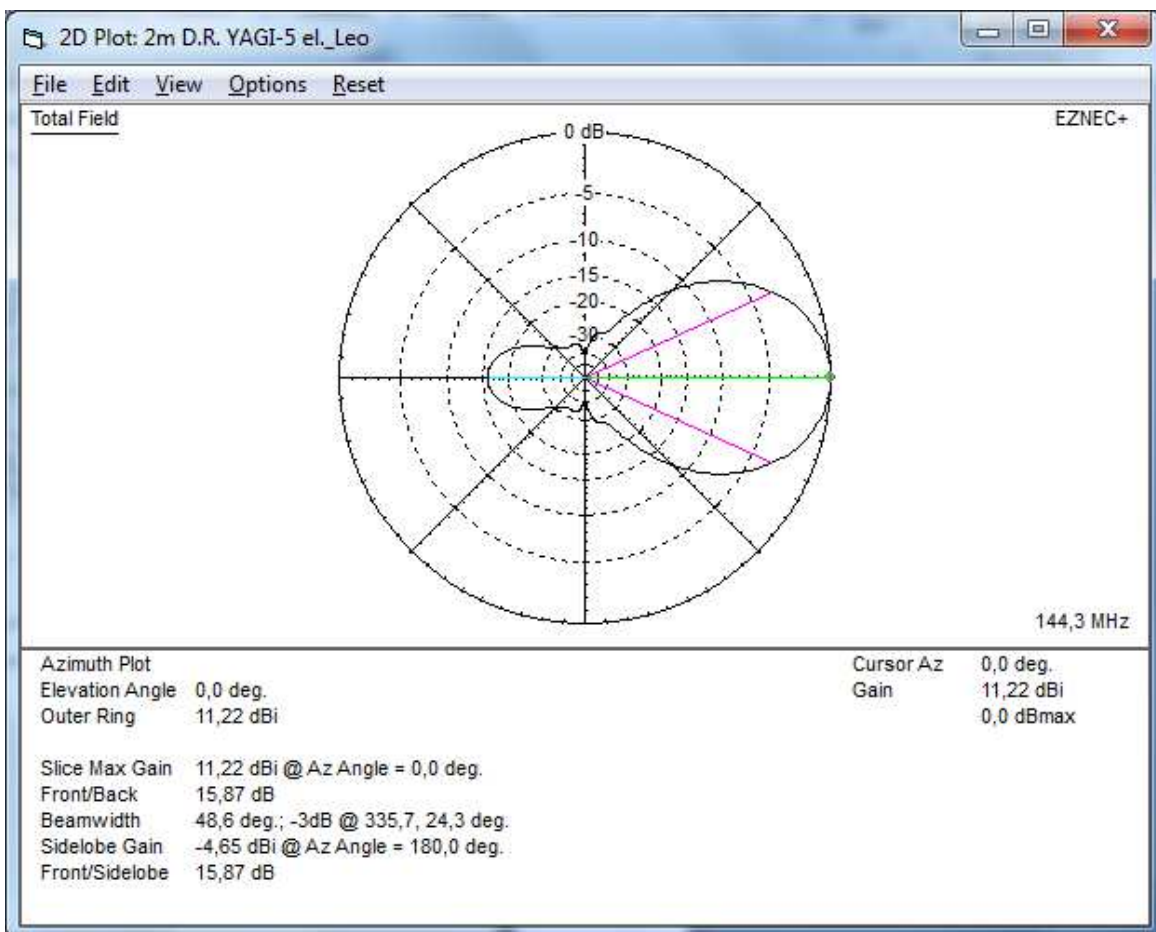 2D Plot: 2m D.R. YAGI-5 el._Leo
File Edit View Options Reset
Total Field
EZNEC+
0 dB
-5
-10
-15
-20
-30
144,3 MHz
Azimuth Plot
Elevation Angle 0,0 deg.
Outer Ring 11,22 dBi
Slice Max Gain 11,22 dBi @ Az Angle = 0,0 deg.
Front/Back 15,87 dB
Beamwidth 48,6 deg.; -3dB @ 335,7, 24,3 deg.
Sidelobe Gain -4,65 dBi @ Az Angle = 180,0 deg.
Front/Sidelobe 15,87 dB
Cursor Az 0,0 deg.
Gain 11,22 dBi
0,0 dBmax